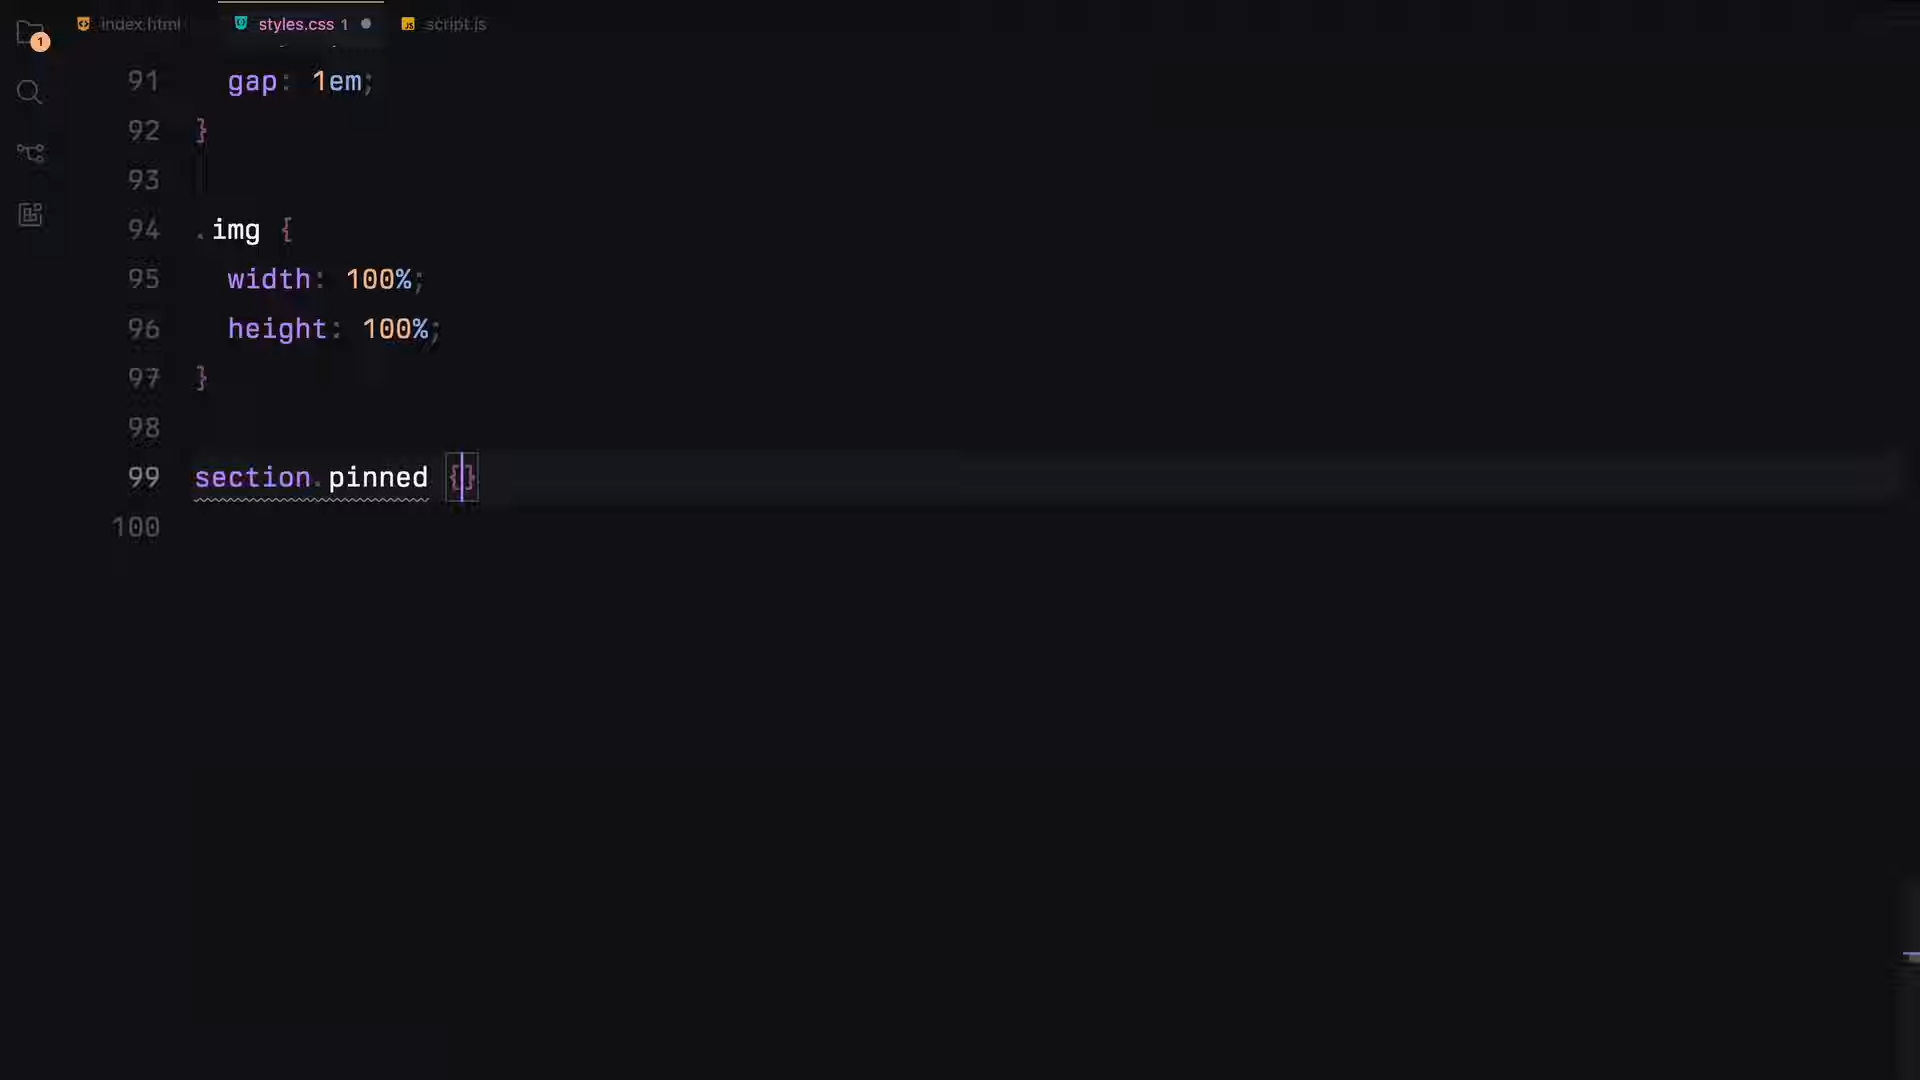 1
index.html
styles.css 1
script.js
91 gap: 1em;
92 }
93
94 .img {
95 width: 100%;
96 height: 100%;
97 }
98
99 section.pinned {}
100